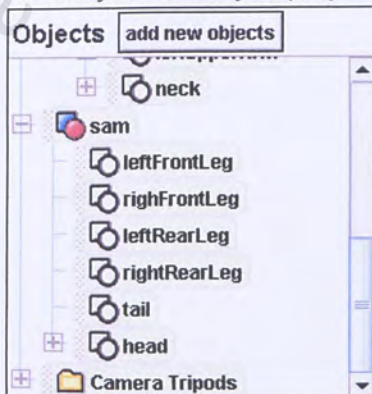 Objects add new objects
neck
sam
leftFrontLeg
righFrontLeg
leftRearLeg
rightRearLeg
tail
head
Camera Tripods